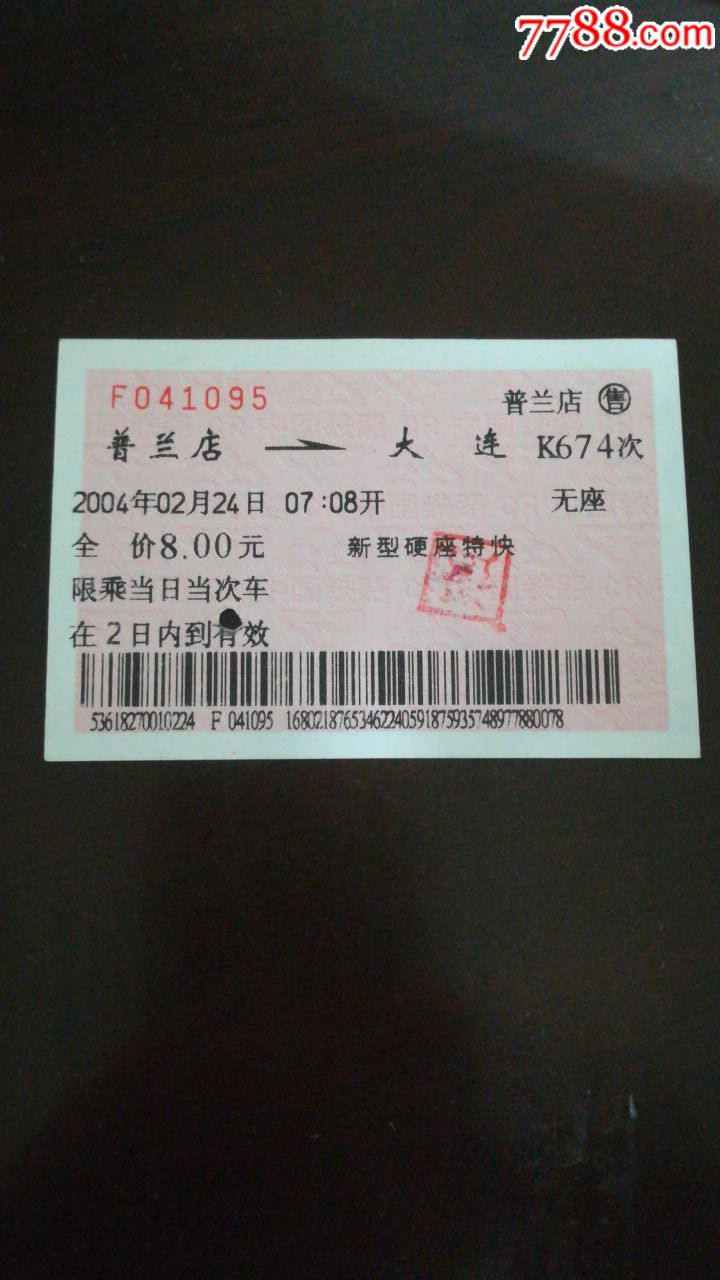 7788.com
F041095
普兰店 售
普兰店 大连 K674次
2004年02月24日 07:08开 无座
全 价8.00元 新型硬座特快
限乘当日当次车
在2日内到有效
53618270010224 F 041095 1680218765346224059187593574897788 0078